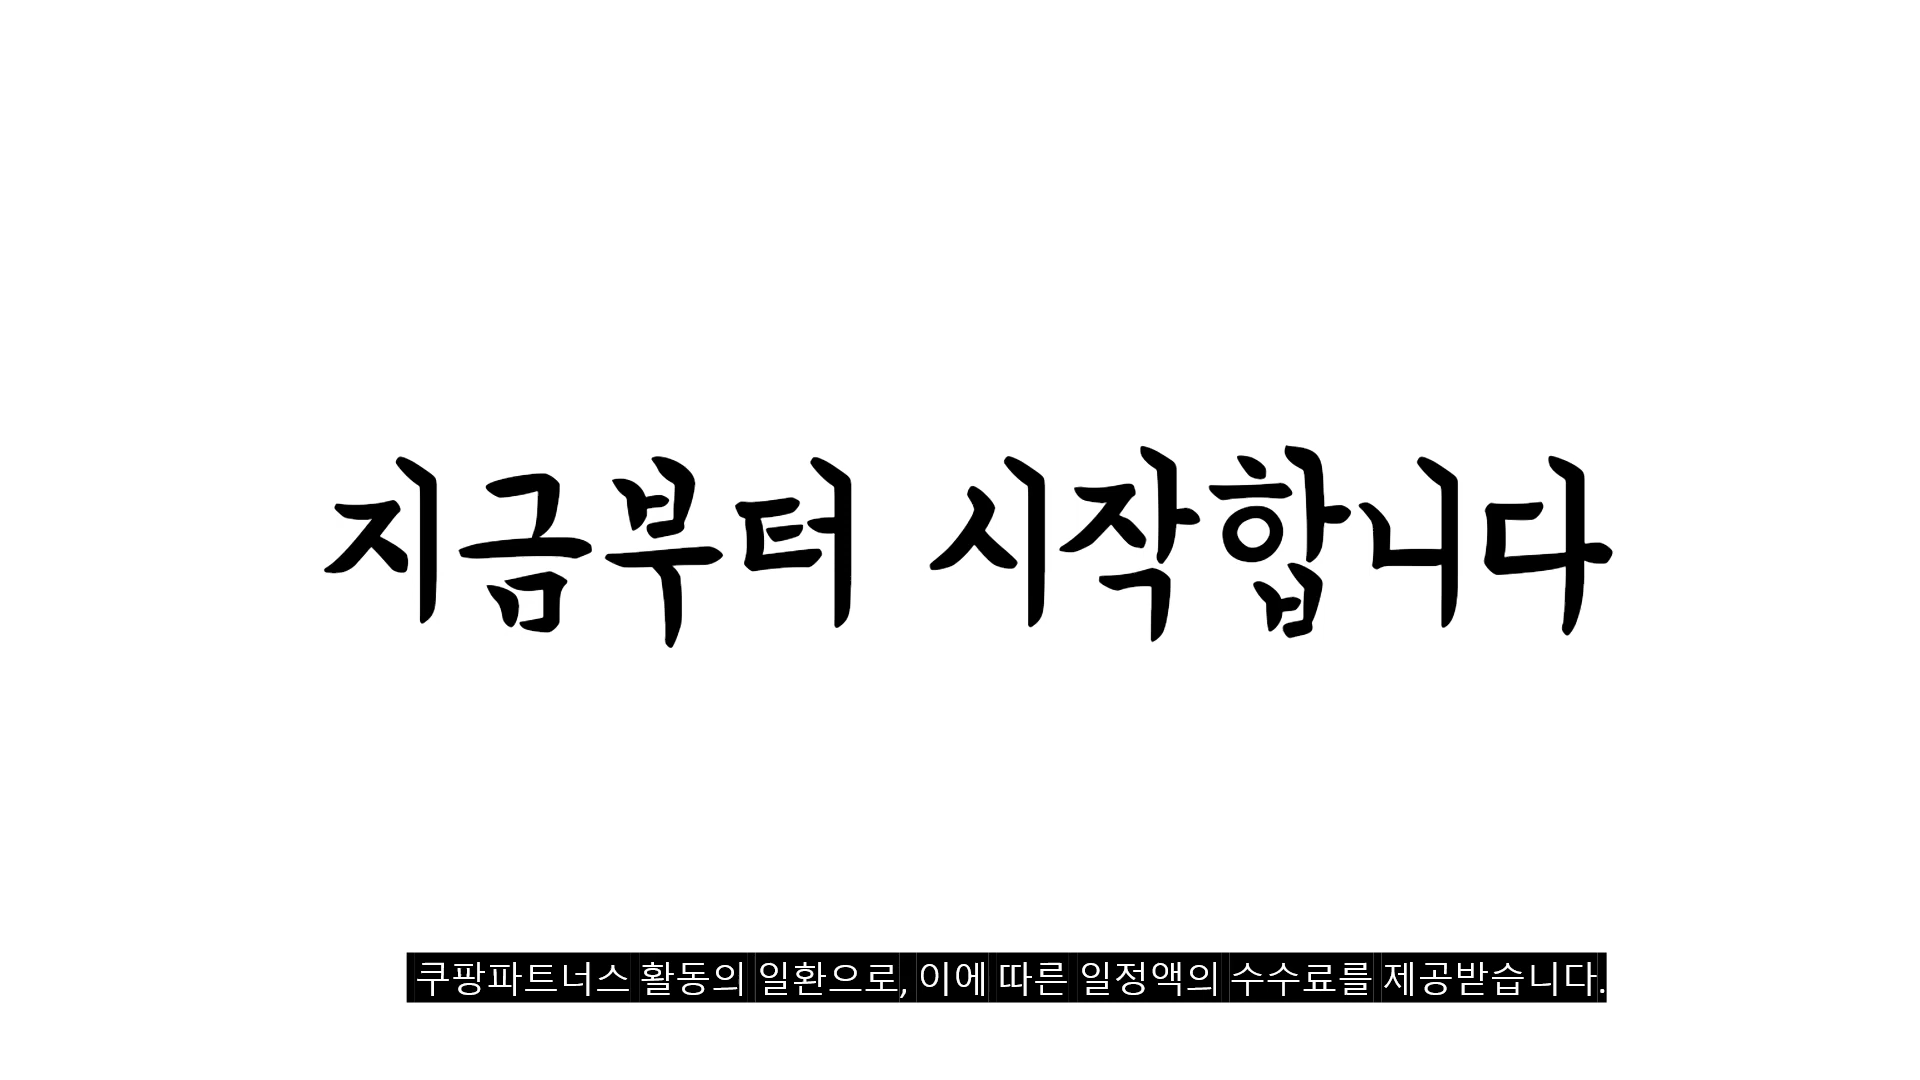 지금부터 시작합니다
쿠팡파트너스 활동의 일환으로, 이에 따른 일정액의 수수료를 제공받습니다.